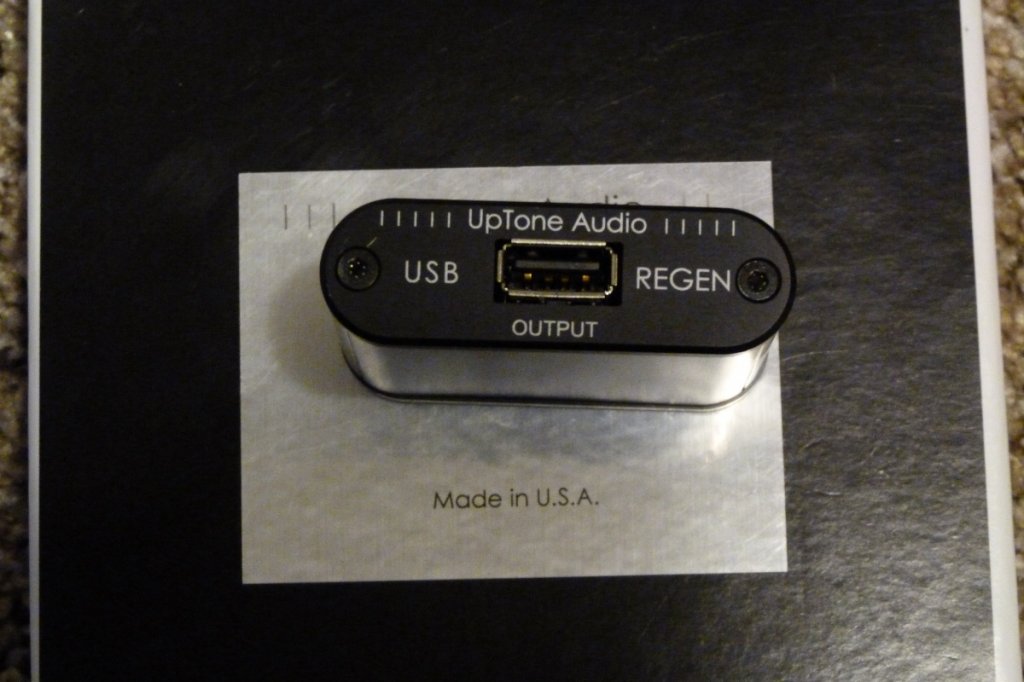 UpTone Audio
USB REGEN
OUTPUT
Made in U.S.A.